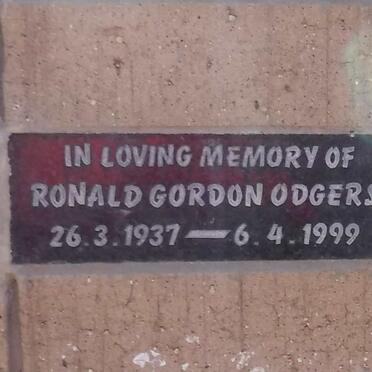 IN LOVING MEMORY OF
RONALD GORDON ODGERS
26.3.1937 — 6.4.1999